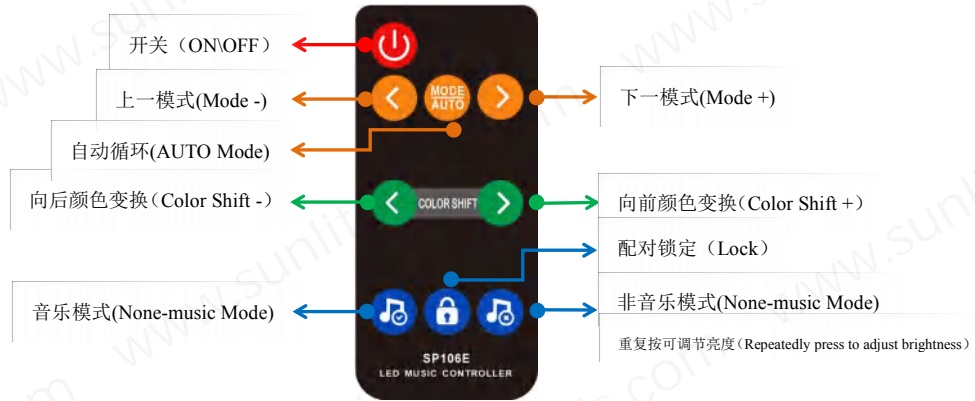 开关（ON\OFF）
上一模式(Mode -)
MODE
AUTO
下一模式(Mode +)
自动循环(AUTO Mode)
向后颜色变换（Color Shift -）
COLOR SHIFT
向前颜色变换（Color Shift +）
配对锁定（Lock）
音乐模式(None-music Mode)
非音乐模式(None-music Mode)
重复按可调节亮度（Repeatedly press to adjust brightness）
SP106E
LED MUSIC CONTROLLER